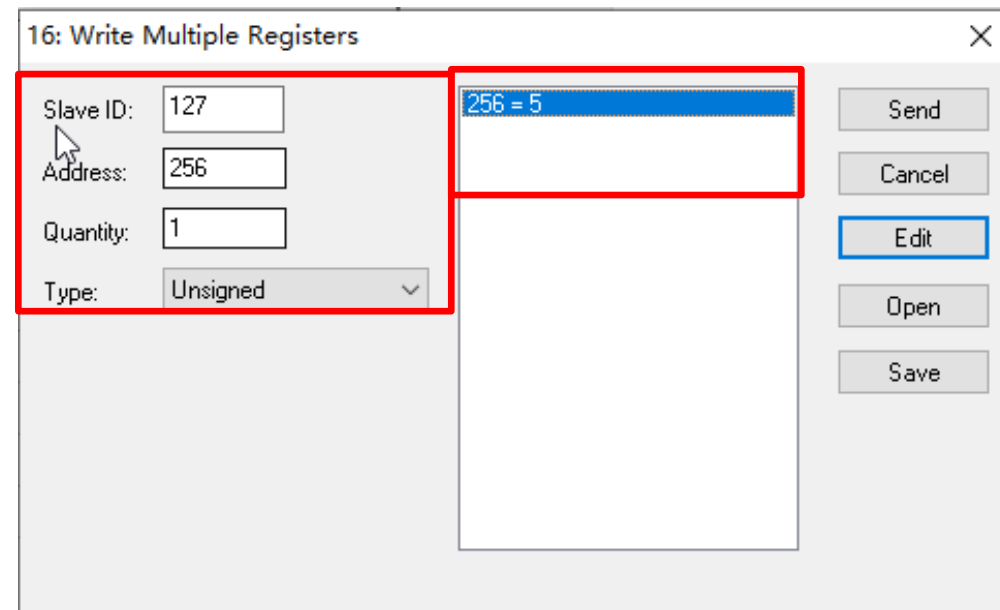 16: Write Multiple Registers
Slave ID: 127
Address: 256
Quantity: 1
Type: Unsigned
256 = 5
Send
Cancel
Edit
Open
Save